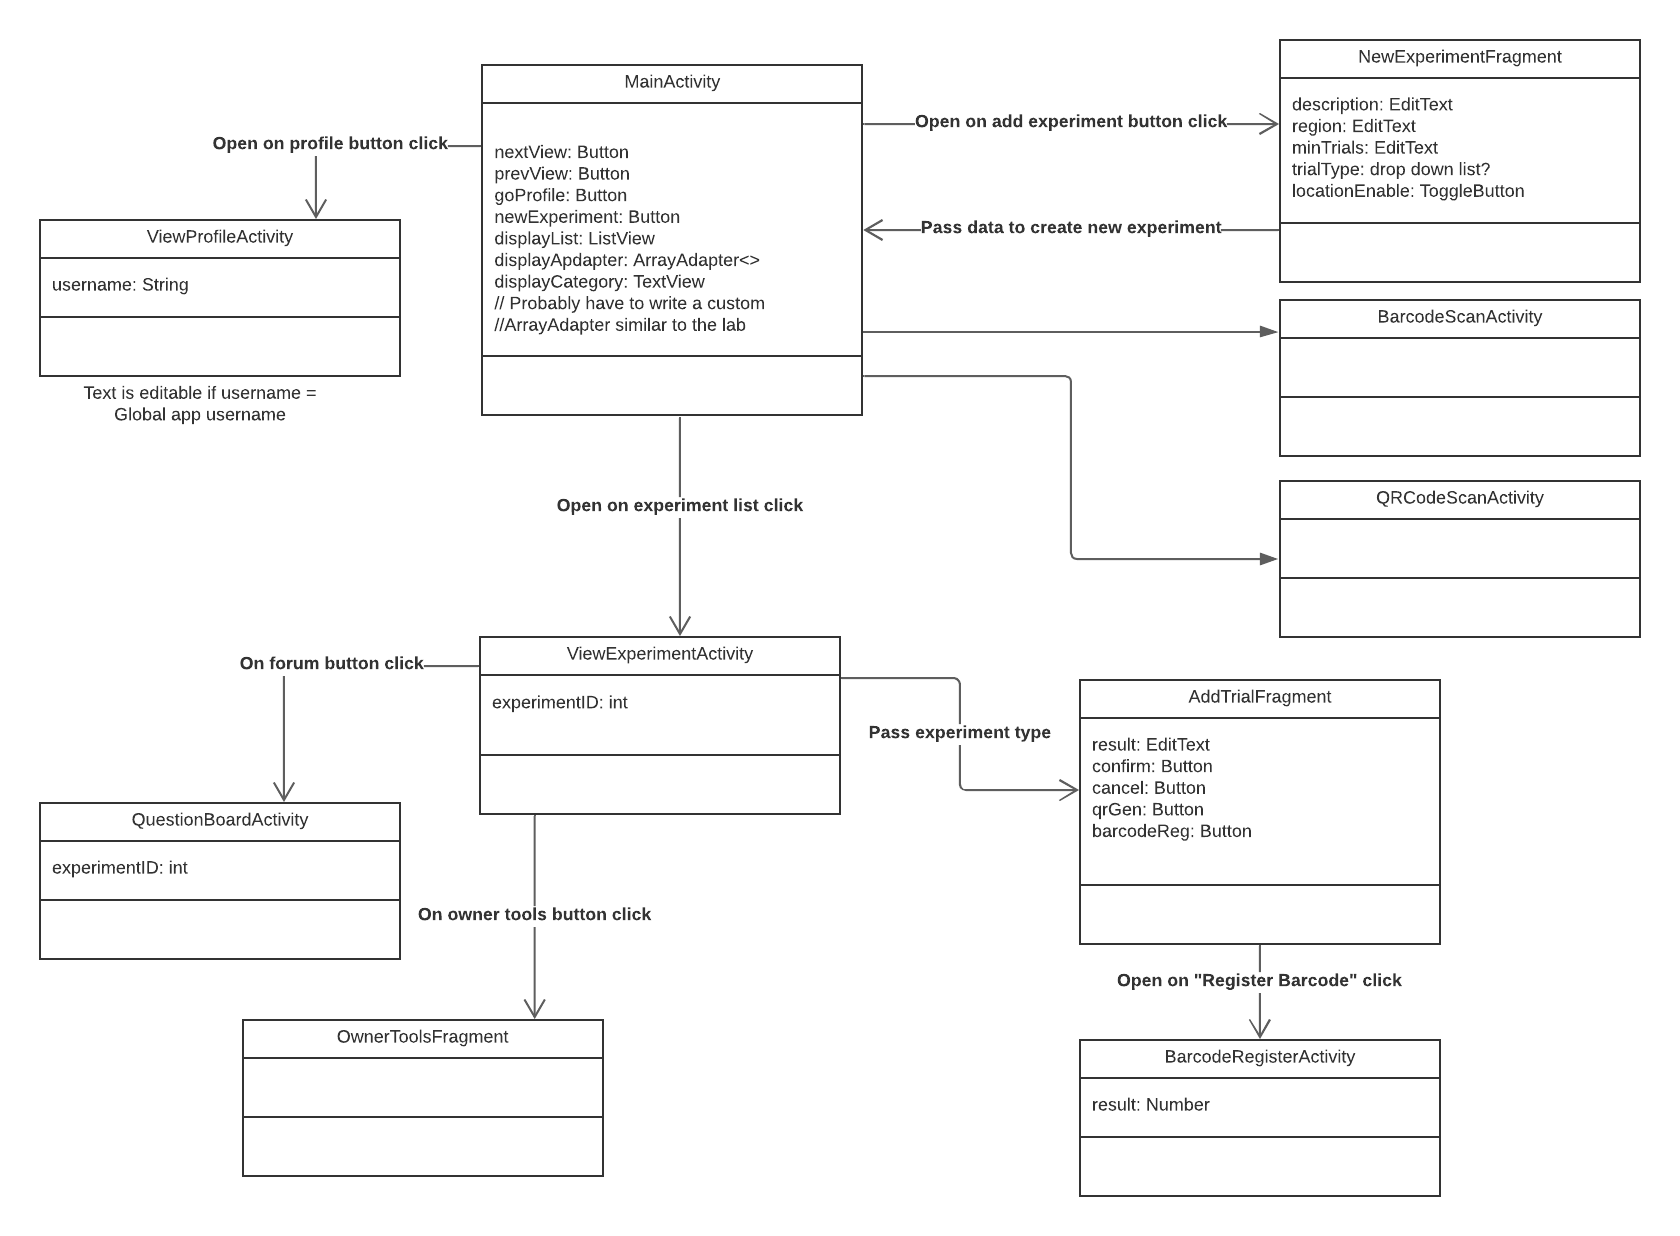 MainActivity
nextView: Button
prevView: Button
goProfile: Button
newExperiment: Button
displayList: ListView
displayApdapter: ArrayAdapter<>
displayCategory: TextView
// Probably have to write a custom
//ArrayAdapter similar to the lab
Open on profile button click
ViewProfileActivity
username: String
Text is editable if username =
Global app username
Open on add experiment button click
NewExperimentFragment
description: EditText
region: EditText
minTrials: EditText
trialType: drop down list?
locationEnable: ToggleButton
Pass data to create new experiment
BarcodeScanActivity
QRCodeScanActivity
Open on experiment list click
ViewExperimentActivity
experimentID: int
On forum button click
QuestionBoardActivity
experimentID: int
On owner tools button click
OwnerToolsFragment
Pass experiment type
AddTrialFragment
result: EditText
confirm: Button
cancel: Button
qrGen: Button
barcodeReg: Button
Open on "Register Barcode" click
BarcodeRegisterActivity
result: Number